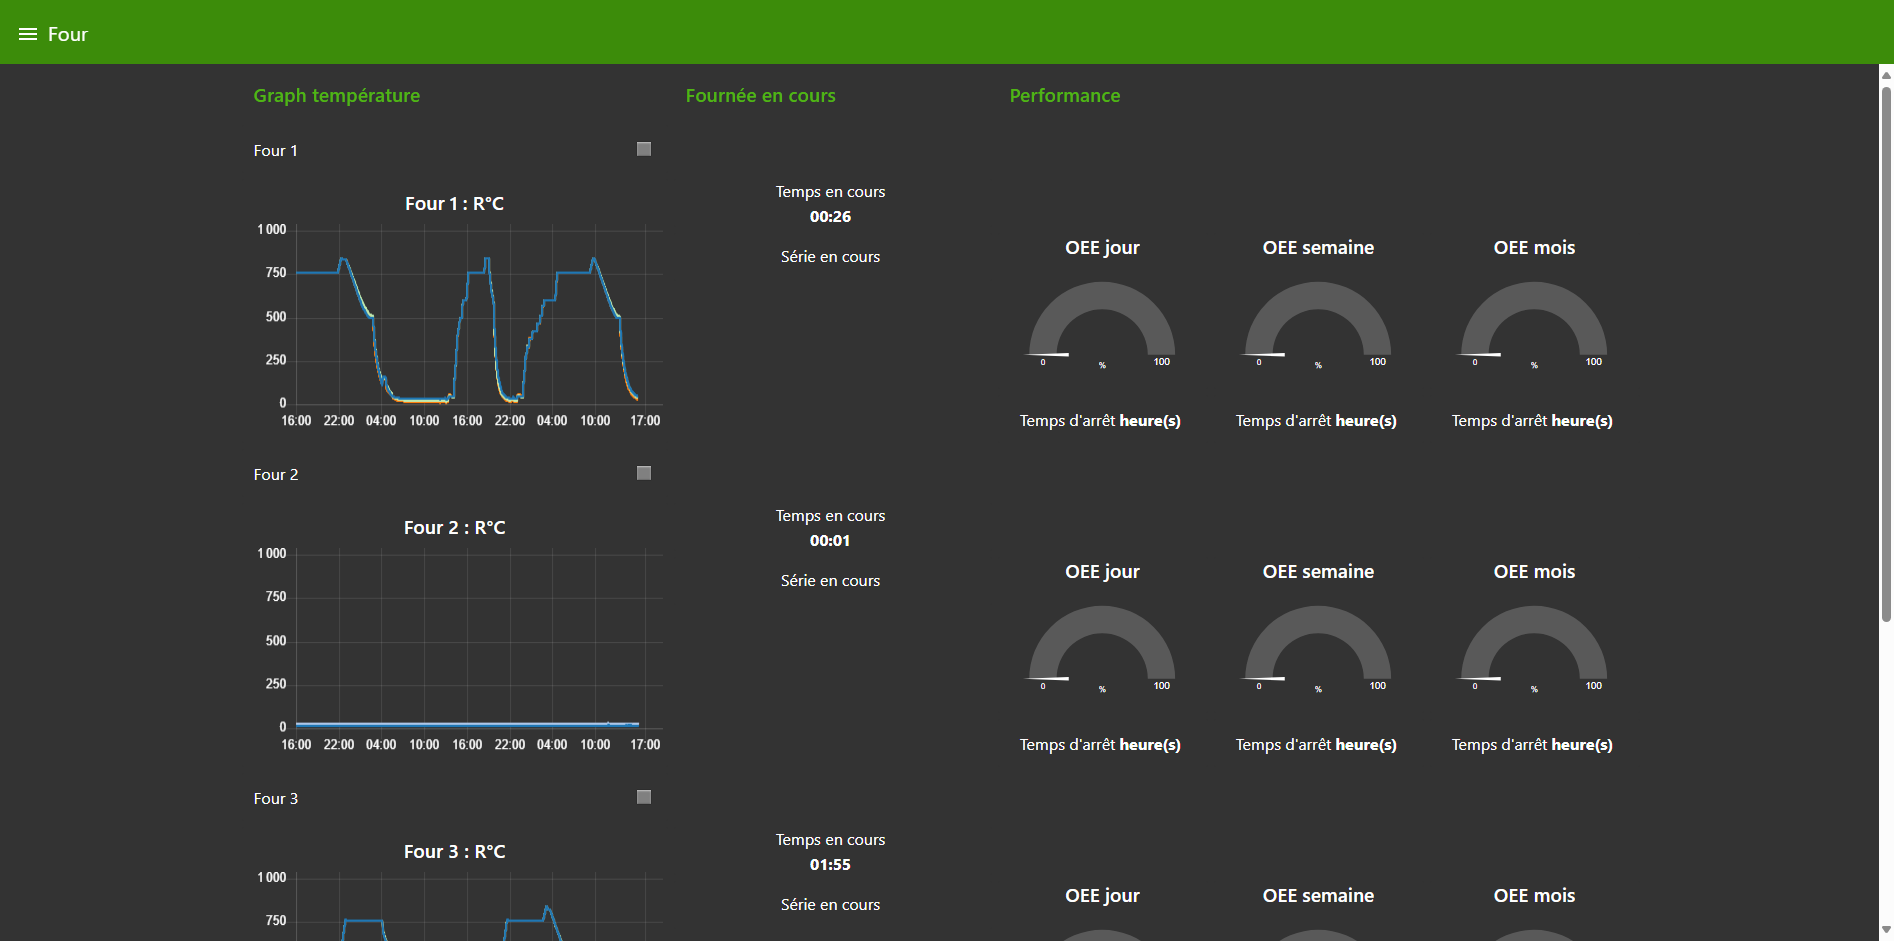 Four
Graph température
Fournée en cours
Performance
Four 1
Four 1 : R°C
1 000
750
500
250
0
16:00 22:00 04:00 10:00 16:00 22:00 04:00 10:00 17:00
Temps en cours
00:26
Série en cours
OEE jour
0 % 100
Temps d'arrêt heure(s)
OEE semaine
0 % 100
Temps d'arrêt heure(s)
OEE mois
0 % 100
Temps d'arrêt heure(s)
Four 2
Four 2 : R°C
1 000
750
500
250
0
16:00 22:00 04:00 10:00 16:00 22:00 04:00 10:00 17:00
Temps en cours
00:01
Série en cours
OEE jour
0 % 100
Temps d'arrêt heure(s)
OEE semaine
0 % 100
Temps d'arrêt heure(s)
OEE mois
0 % 100
Temps d'arrêt heure(s)
Four 3
Four 3 : R°C
1 000
750
Temps en cours
01:55
Série en cours
OEE jour
OEE semaine
OEE mois